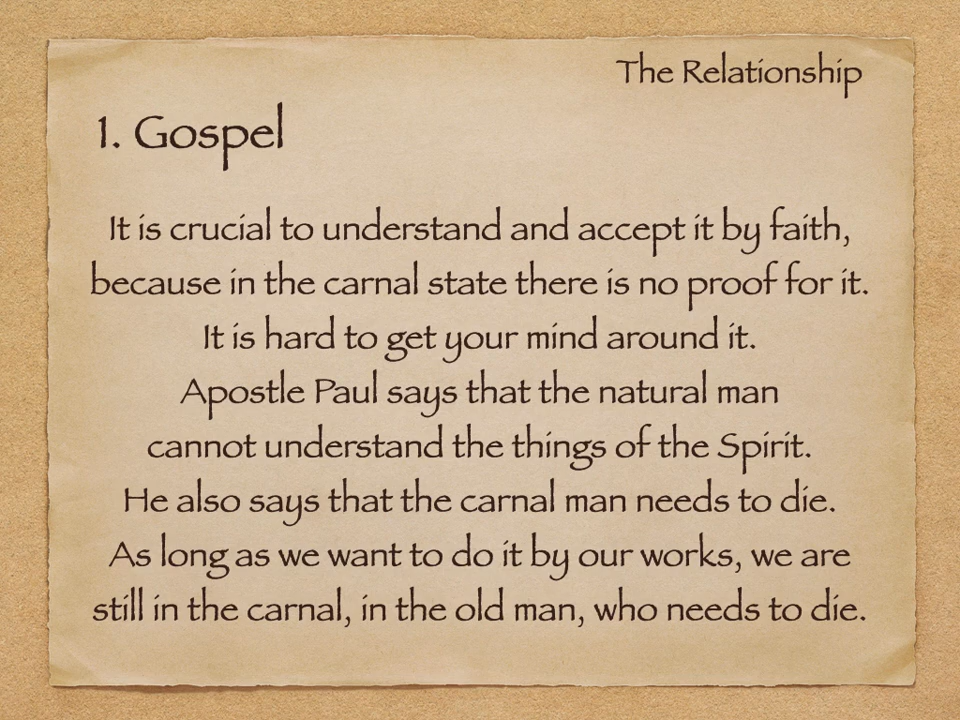 The Relationship
1. Gospel
It is crucial to understand and accept it by faith,
because in the carnal state there is no proof for it.
It is hard to get your mind around it.
Apostle Paul says that the natural man
cannot understand the things of the Spirit.
He also says that the carnal man needs to die.
As long as we want to do it by our works, we are
still in the carnal, in the old man, who needs to die.